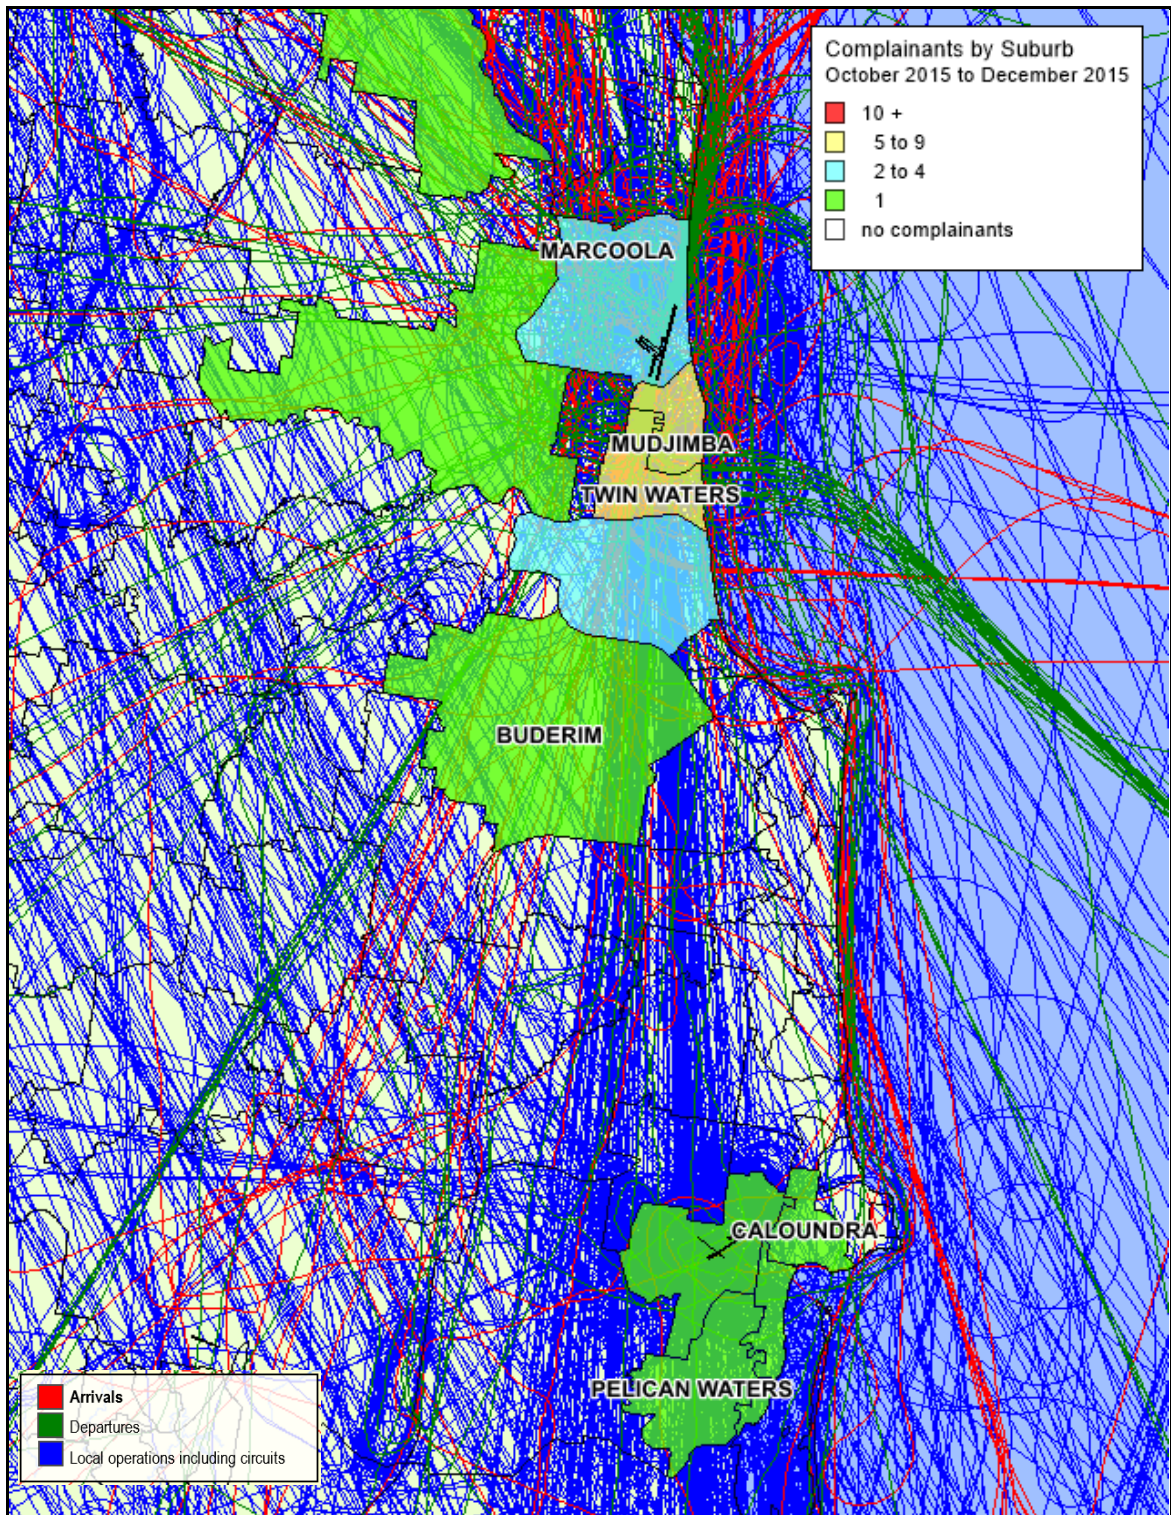 Complainants by Suburb
October 2015 to December 2015
10 +
5 to 9
2 to 4
1
no complainants
MARCOOLA
MUDJIMBA
TWIN WATERS
BUDERIM
CALOUNDRA
PELICAN WATERS
Arrivals
Departures
Local operations including circuits